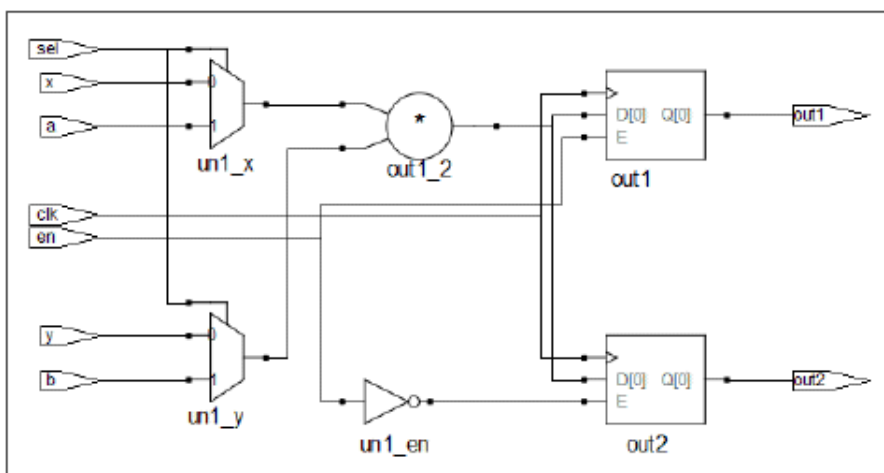 sel
x
0
a
1
un1_x
*
out1_2
D[0] Q[0]
E
out1
out1
clk
en
y
0
b
1
un1_y
un1_en
D[0] Q[0]
E
out2
out2